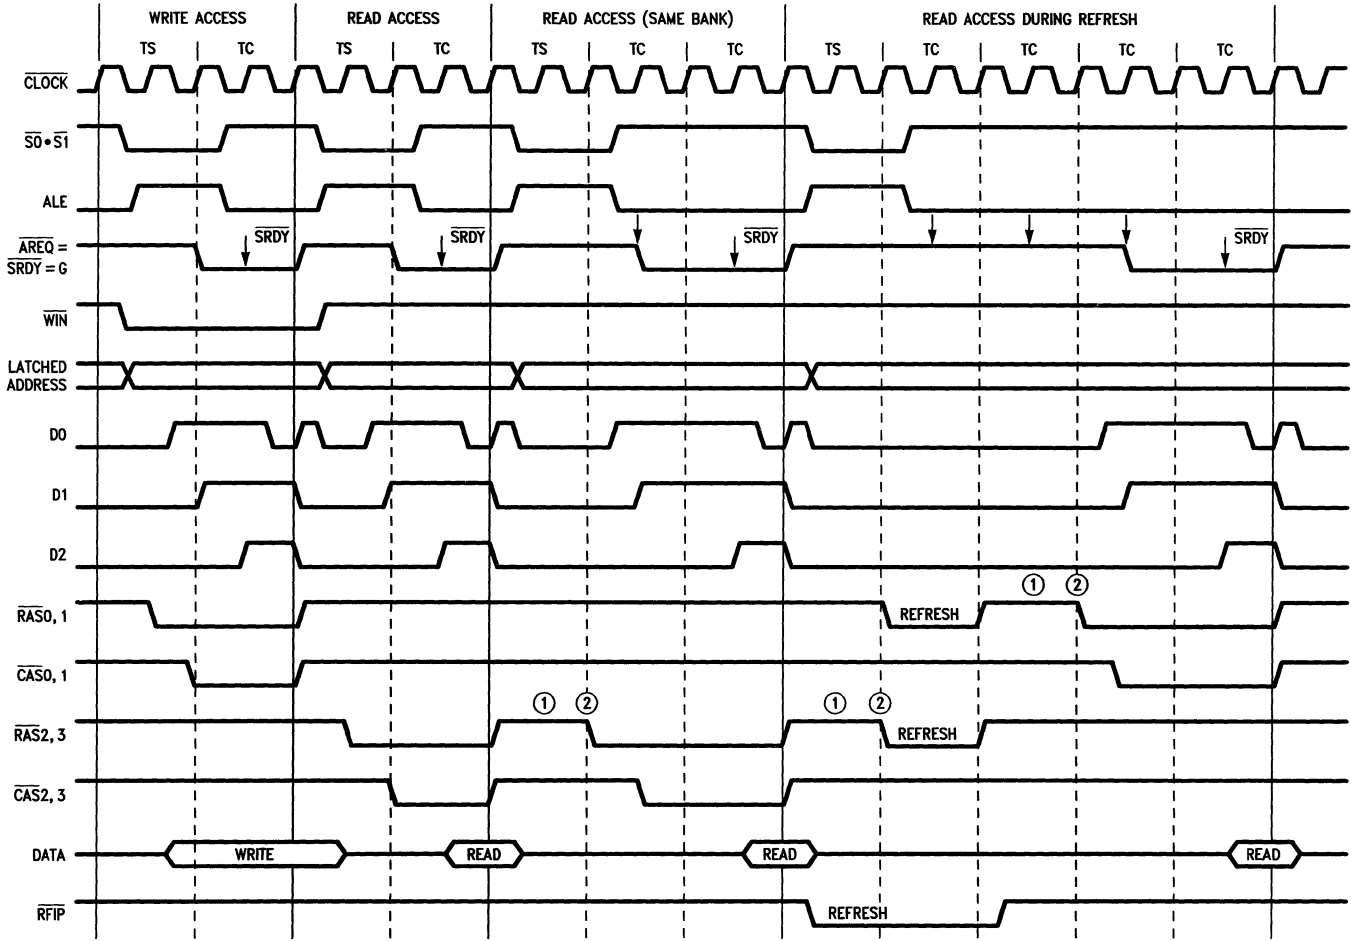 WRITE ACCESS READ ACCESS READ ACCESS (SAME BANK) READ ACCESS DURING REFRESH
TS TC TS TC TS TC TC TS TC TC TC TC
CLOCK
S0•S1
ALE
AREQ = SRDY SRDY SRDY SRDY
SRDY = G
WIN
LATCHED
ADDRESS
D0
D1
D2
① ②
RAS0, 1 REFRESH
CAS0, 1
① ② ① ②
RAS2, 3 REFRESH
CAS2, 3
DATA WRITE READ READ READ
RFIP REFRESH